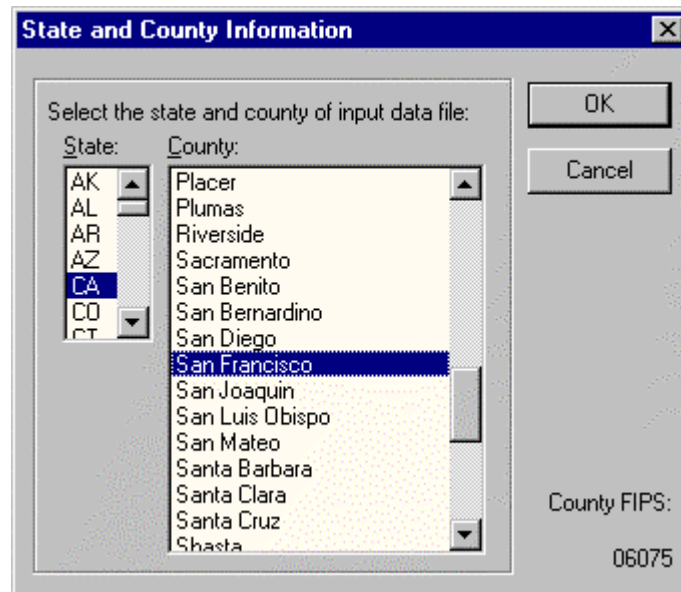 State and County Information
Select the state and county of input data file:
State:
County:
AK
AL
AR
AZ
CA
CO
CT
Placer
Plumas
Riverside
Sacramento
San Benito
San Bernardino
San Diego
San Francisco
San Joaquin
San Luis Obispo
San Mateo
Santa Barbara
Santa Clara
Santa Cruz
Shasta
OK
Cancel
County FIPS:
06075